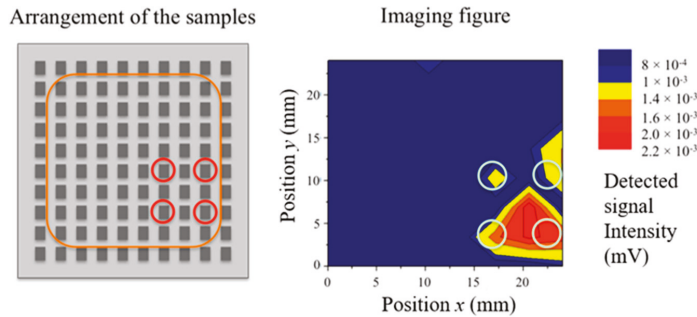 Arrangement of the samples
Imaging figure
20
15
10
5
0
0 5 10 15 20
Position y (mm)
Position x (mm)
8 × 10⁻⁴
1 × 10⁻³
1.4 × 10⁻³
1.6 × 10⁻³
2.0 × 10⁻³
2.2 × 10⁻³
Detected
signal
Intensity
(mV)